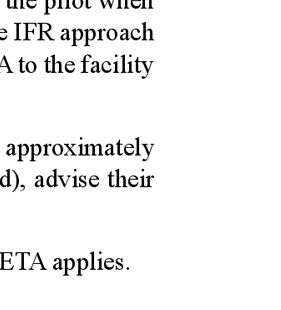 the pilot when
e IFR approach
A to the facility
approximately
d), advise their
ETA applies.